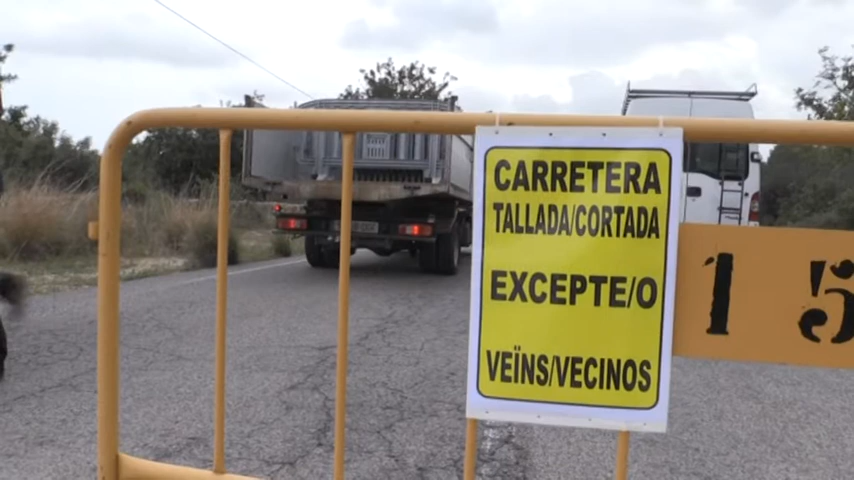 CARRETERA
TALLADA/CORTADA
EXCEPTE/O
VEÏNS/VECINOS
15